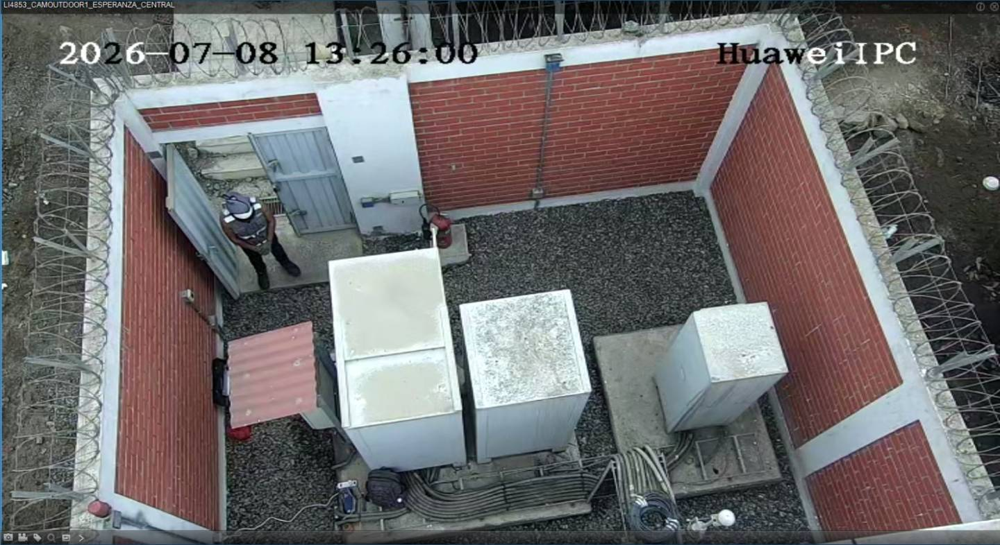 LI4853_CAMOUTDOOR1_ESPERANZA_CENTRAL
2026-07-08 13:26:00
HuaweiIPC